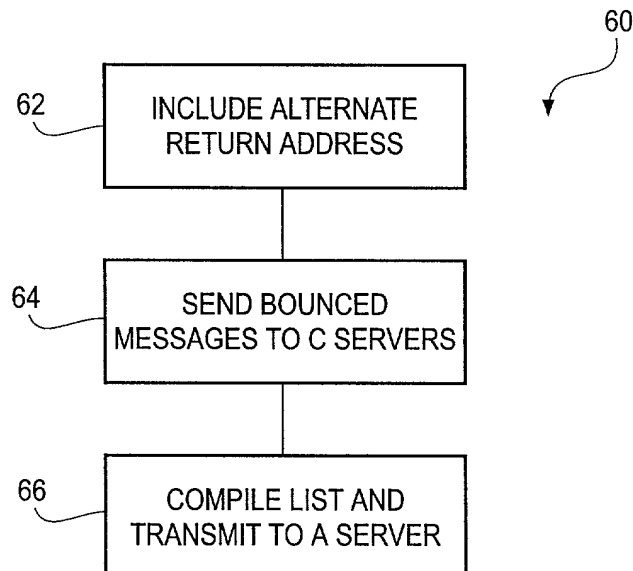 60
62
INCLUDE ALTERNATE
RETURN ADDRESS
64
SEND BOUNCED
MESSAGES TO C SERVERS
66
COMPILE LIST AND
TRANSMIT TO A SERVER